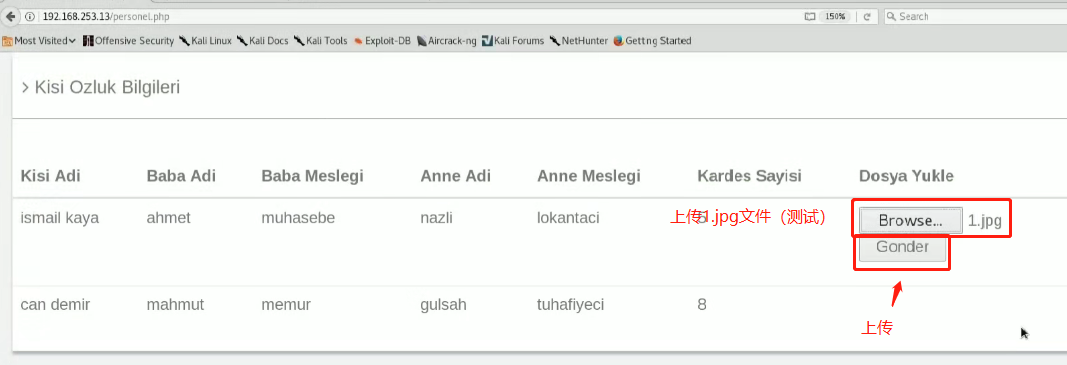 192.168.253.13/personel.php 150% Search
Most Visited Offensive Security Kali Linux Kali Docs Kali Tools Exploit-DB Aircrack-ng Kali Forums NetHunter Getting Started
> Kisi Ozluk Bilgileri
Kisi Adi Baba Adi Baba Meslegi Anne Adi Anne Meslegi Kardes Sayisi Dosya Yukle
ismail kaya ahmet muhasebe nazli lokantaci Browse... 1.jpg
上传1.jpg文件（测试）
Gonder
can demir mahmut memur gulsah tuhafiyeci 8
上传